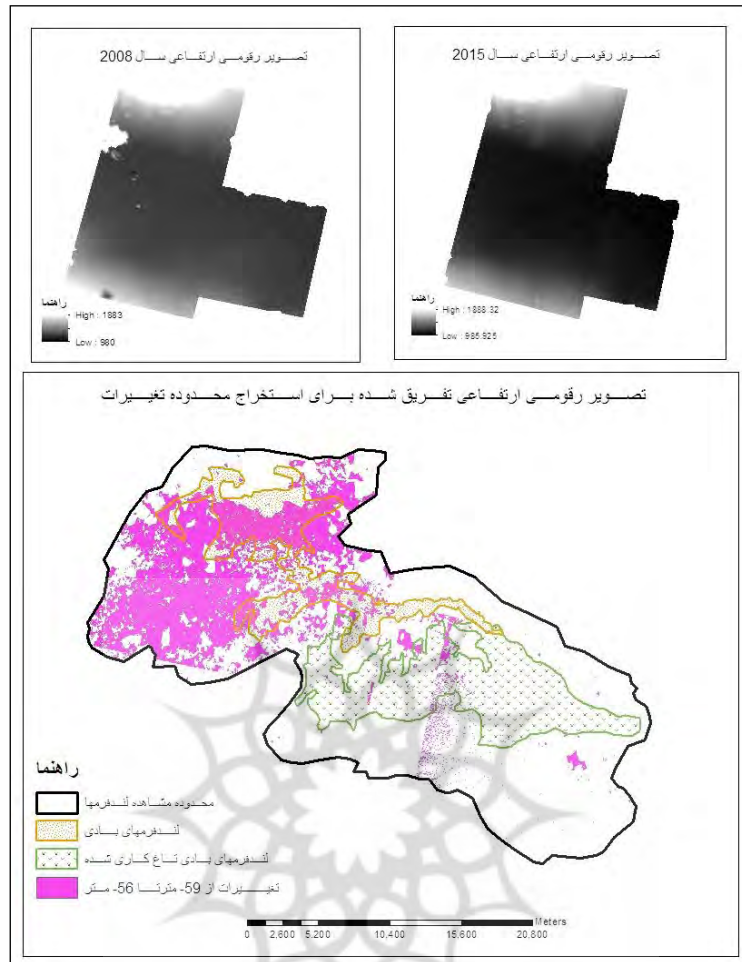 تصویر رقومی ارتفاعی سال 2008
راهنما
High : 1883
Low : 980
تصویر رقومی ارتفاعی سال 2015
راهنما
High : 1888.32
Low : 985.925
تصویر رقومی ارتفاعی تفریق شده برای استخراج محدوده تغییرات
راهنما
محدوده مشاهده لندفرمها
لندفرمهای بادی
لندفرمهای بادی تاغ کاری شده
تغییرات از 59- مترتا 56- متر
Meters
0 2,600 5,200 10,400 15,600 20,800